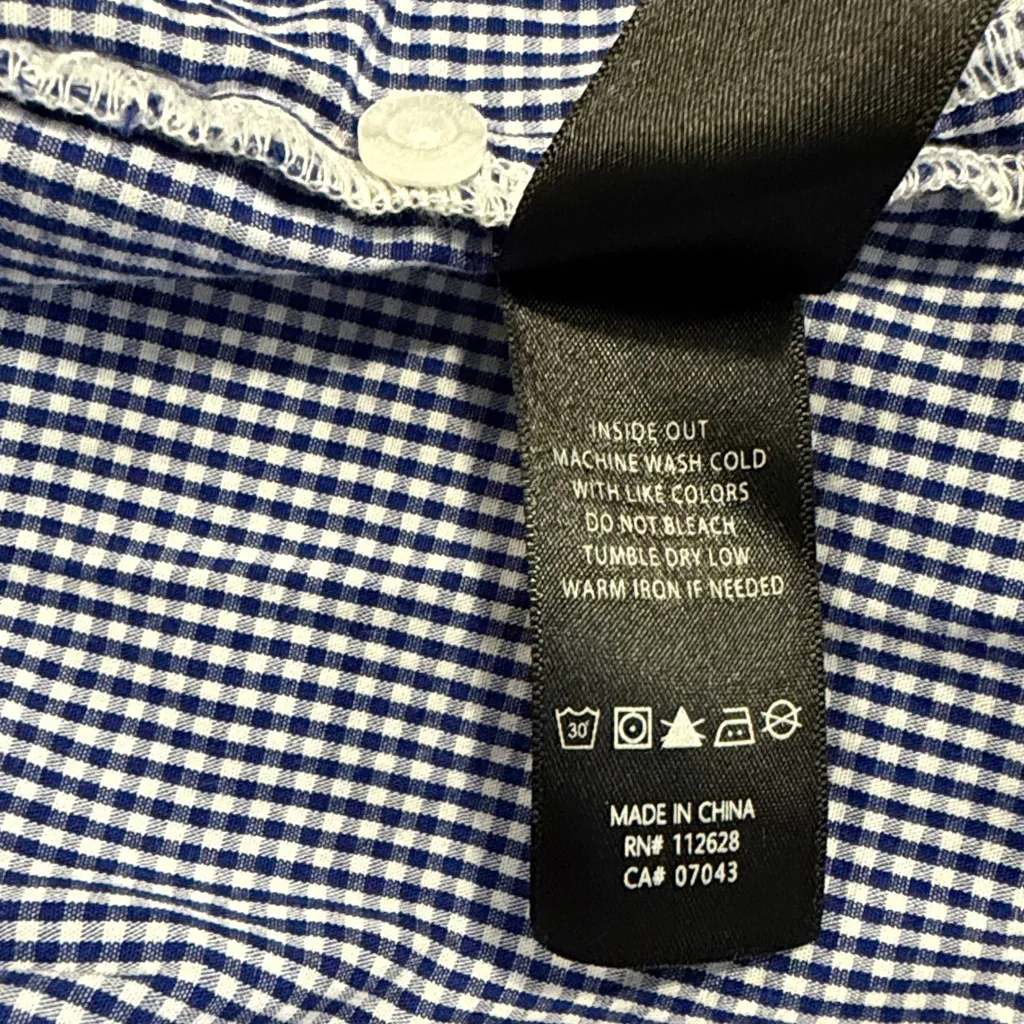 INSIDE OUT
MACHINE WASH COLD
WITH LIKE COLORS
DO NOT BLEACH
TUMBLE DRY LOW
WARM IRON IF NEEDED
30°
MADE IN CHINA
RN# 112628
CA# 07043